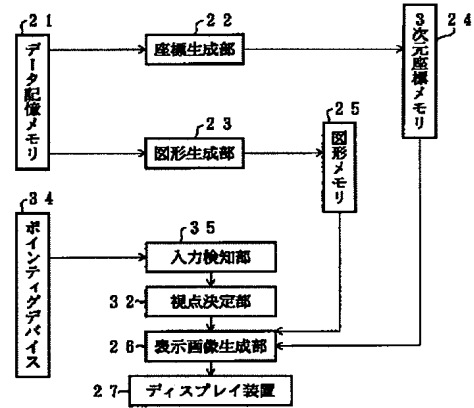 21
データ記憶メモリ
22
座標生成部
3次元座標メモリ
24
23
図形生成部
25
図形メモリ
34
ポインティグデバイス
35
入力検知部
32
視点決定部
26
表示画像生成部
27
ディスプレイ装置